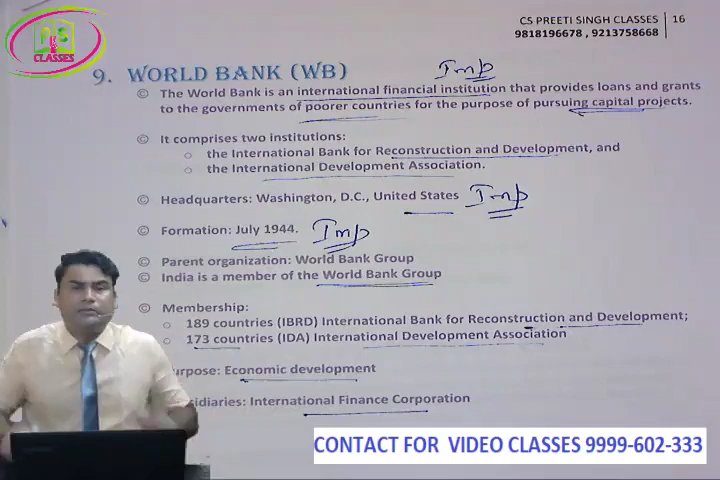 CS PREETI SINGH CLASSES | 16
9818196678 , 9213758668
CLASSES
9. WORLD BANK (WB)
Imp
© The World Bank is an international financial institution that provides loans and grants
to the governments of poorer countries for the purpose of pursuing capital projects.
© It comprises two institutions:
o the International Bank for Reconstruction and Development, and
o the International Development Association.
© Headquarters: Washington, D.C., United States Imp
© Formation: July 1944. Imp
© Parent organization: World Bank Group
© India is a member of the World Bank Group
© Membership:
o 189 countries (IBRD) International Bank for Reconstruction and Development;
o 173 countries (IDA) International Development Association
urpose: Economic development
sidiaries: International Finance Corporation
CONTACT FOR VIDEO CLASSES 9999-602-333